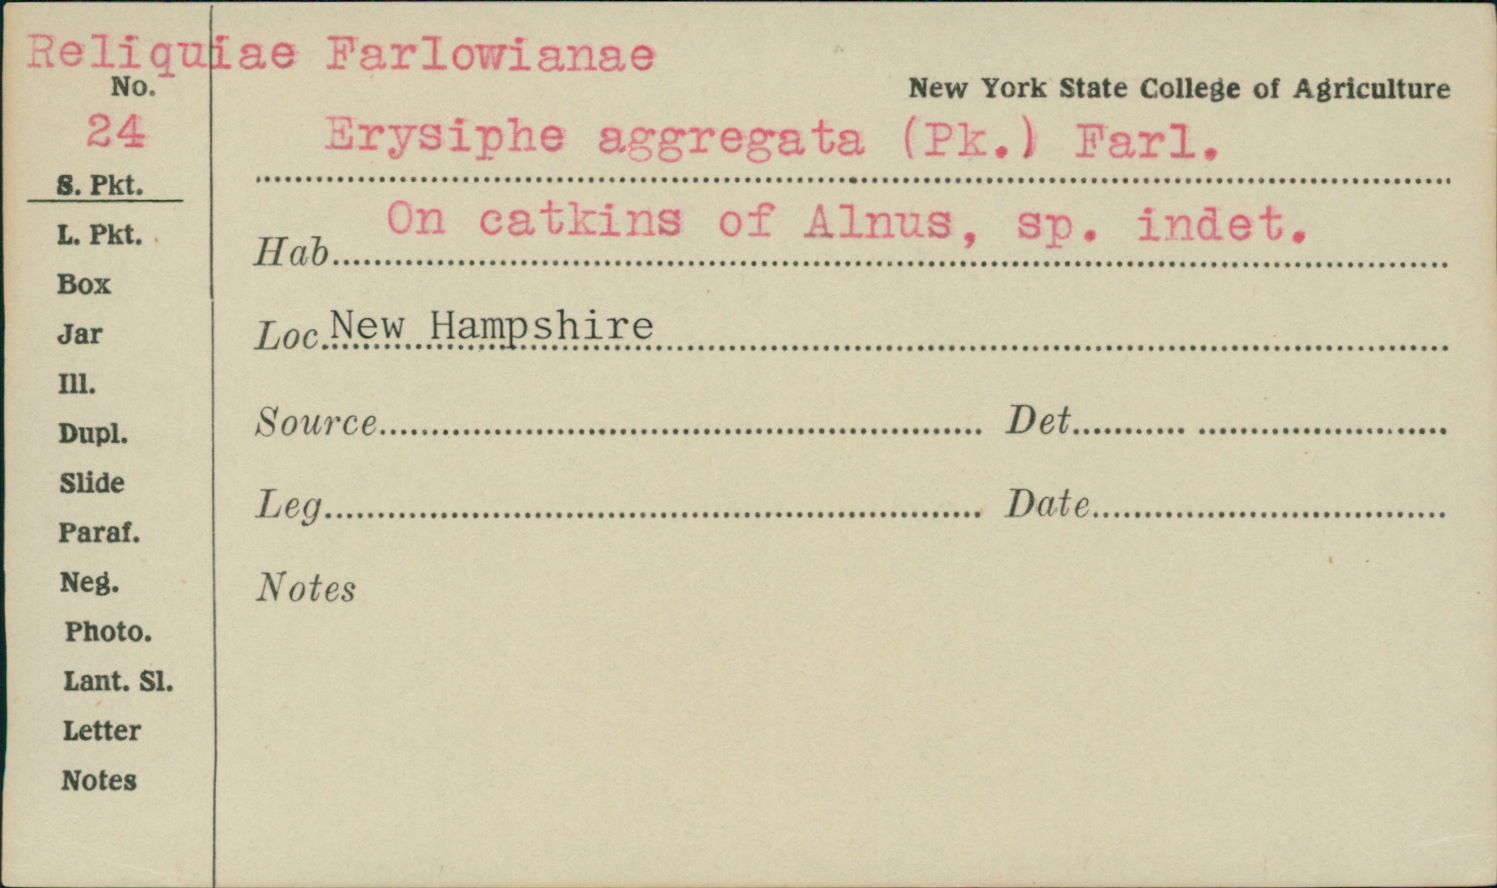 Reliquiae Farlowianae
No.
New York State College of Agriculture
24
Erysiphe aggregata (Pk.) Farl.
S. Pkt.
L. Pkt.
Box
Jar
Ill.
Dupl.
Slide
Paraf.
Neg.
Photo.
Lant. Sl.
Letter
Notes
On catkins of Alnus, sp. indet.
Hab
Loc New Hampshire
Source Det
Leg Date
Notes